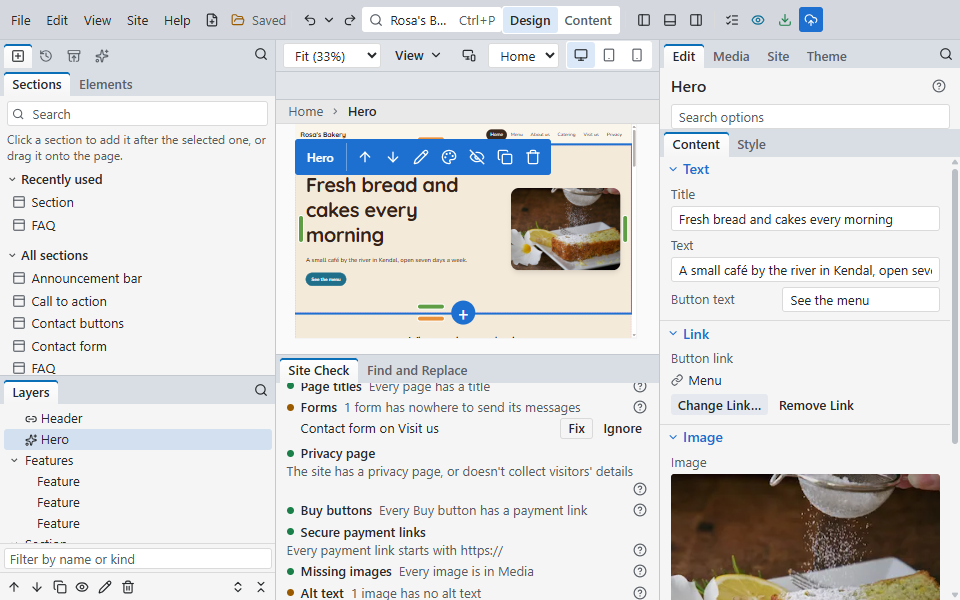 File Edit View Site Help Saved Rosa's B... Ctrl+P Design Content
Fit (33%) View Home Edit Media Site Theme
Sections Elements
Search
Click a section to add it after the selected one, or
drag it onto the page.
Recently used
Section
FAQ
All sections
Announcement bar
Call to action
Contact buttons
Contact form
FAQ
Layers
Header
Hero
Features
Feature
Feature
Feature
Filter by name or kind
Home Hero
Rosa's Bakery Home Menu About us Catering Visit us Privacy
Hero
Fresh bread and
cakes every
morning
A small café by the river in Kendal, open seven days a week.
See the menu
Site Check Find and Replace
Page titles Every page has a title
Forms 1 form has nowhere to send its messages
Contact form on Visit us Fix Ignore
Privacy page
The site has a privacy page, or doesn't collect visitors' details
Buy buttons Every Buy button has a payment link
Secure payment links
Every payment link starts with https://
Missing images Every image is in Media
Alt text 1 image has no alt text
Hero
Search options
Content Style
Text
Title
Fresh bread and cakes every morning
Text
A small café by the river in Kendal, open seve
Button text See the menu
Link
Button link
Menu
Change Link... Remove Link
Image
Image